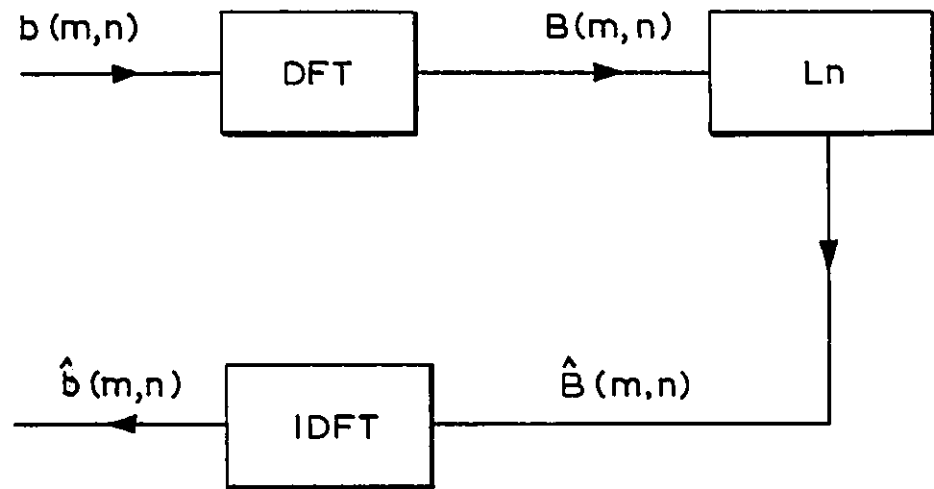 b(m,n)
DFT
B(m,n)
Ln
b̂(m,n)
IDFT
B̂(m,n)